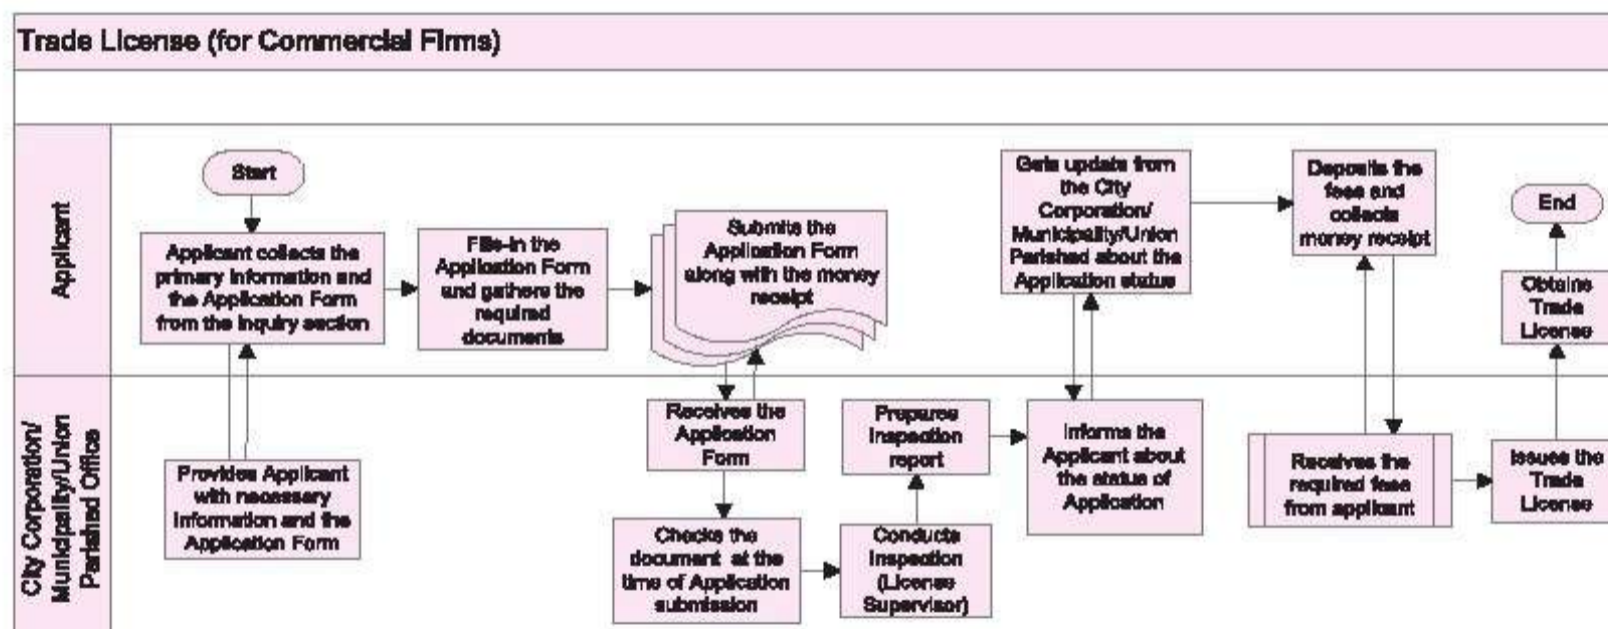 Trade License (for Commercial Firms)
Applicant
Start
Applicant collects the
primary information and
the Application Form
from the inquiry section
Fills-in the
Application Form
and gathers the
required
documents
Submits the
Application Form
along with the money
receipt
Gets update from
the City
Corporation/
Municipality/Union
Parished about the
Application status
Deposits the
fees and
collects
money receipt
End
Obtains
Trade
License
City Corporation/
Municipality/Union
Parished Office
Provides Applicant
with necessary
Information and the
Application Form
Receives the
Application
Form
Checks the
document at the
time of Application
submission
Conducts
Inspection
(License
Supervisor)
Prepares
Inspection
report
Informs the
Applicant about
the status of
Application
Receives the
required fees
from applicant
Issues the
Trade
License